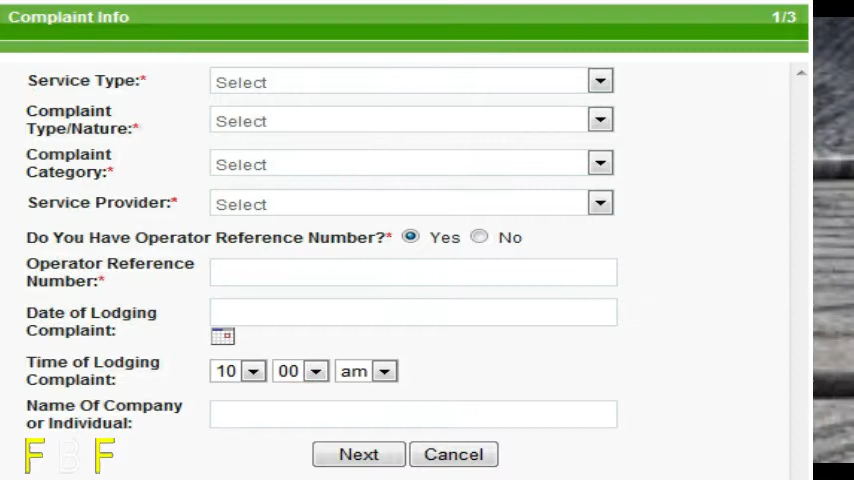 Complaint Info 1/3
Service Type:* Select
Complaint
Type/Nature:* Select
Complaint
Category:* Select
Service Provider:* Select
Do You Have Operator Reference Number?* Yes No
Operator Reference
Number:*
Date of Lodging
Complaint:
Time of Lodging
Complaint: 10 00 am
Name Of Company
or Individual:
FBF
Next Cancel